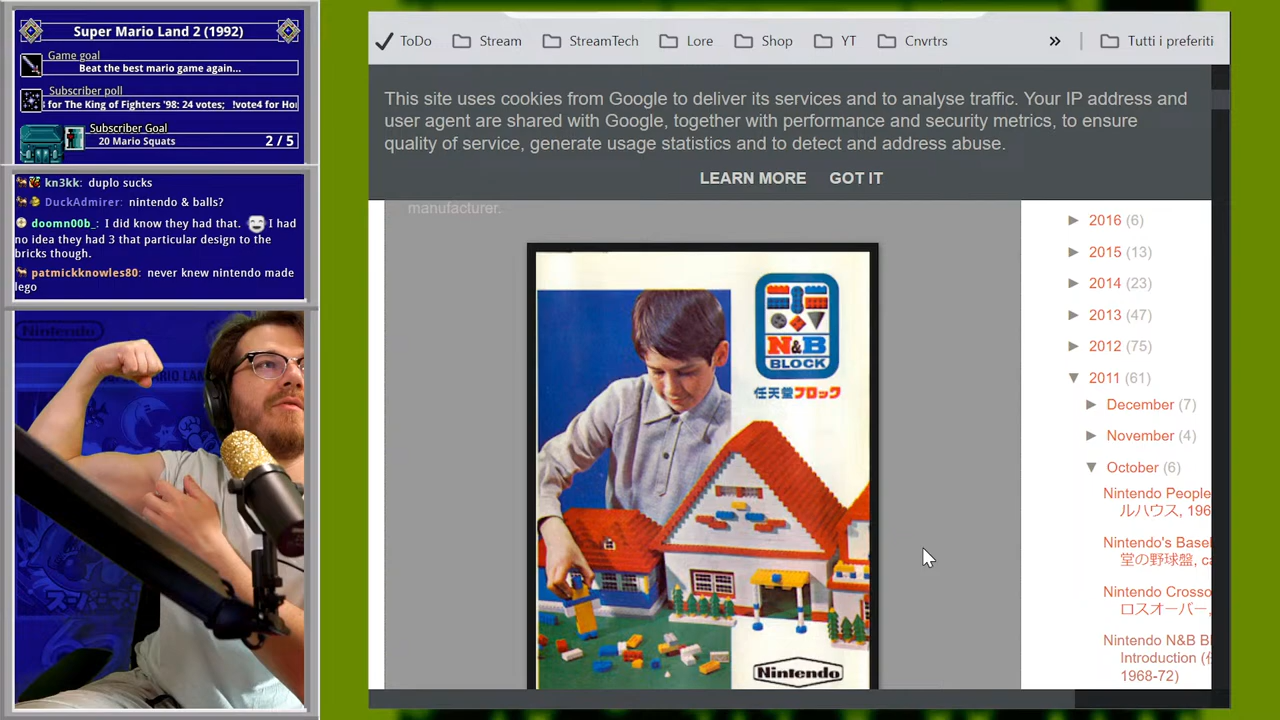 Super Mario Land 2 (1992)
Game goal
Beat the best mario game again...
Subscriber poll
for The King of Fighters '98: 24 votes; !vote4 for Ho
Subscriber Goal
20 Mario Squats
2 / 5
kn3kk: duplo sucks
DuckAdmirer: nintendo & balls?
doomn00b_: I did know they had that. I had
no idea they had 3 that particular design to the
bricks though.
patmickknowles80: never knew nintendo made
lego
Nintendo
ToDo
Stream
StreamTech
Lore
Shop
YT
Cnvrtrs
»
Tutti i preferiti
This site uses cookies from Google to deliver its services and to analyse traffic. Your IP address and
user agent are shared with Google, together with performance and security metrics, to ensure
quality of service, generate usage statistics and to detect and address abuse.
LEARN MORE
GOT IT
manufacturer.
N&B
BLOCK
任天堂ブロック
Nintendo
2016 (6)
2015 (13)
2014 (23)
2013 (47)
2012 (75)
2011 (61)
December (7)
November (4)
October (6)
Nintendo People
ルハウス, 196
Nintendo's Base
堂の野球盤, ca
Nintendo Crosso
ロスオーバー,
Nintendo N&B Bl
Introduction (
1968-72)